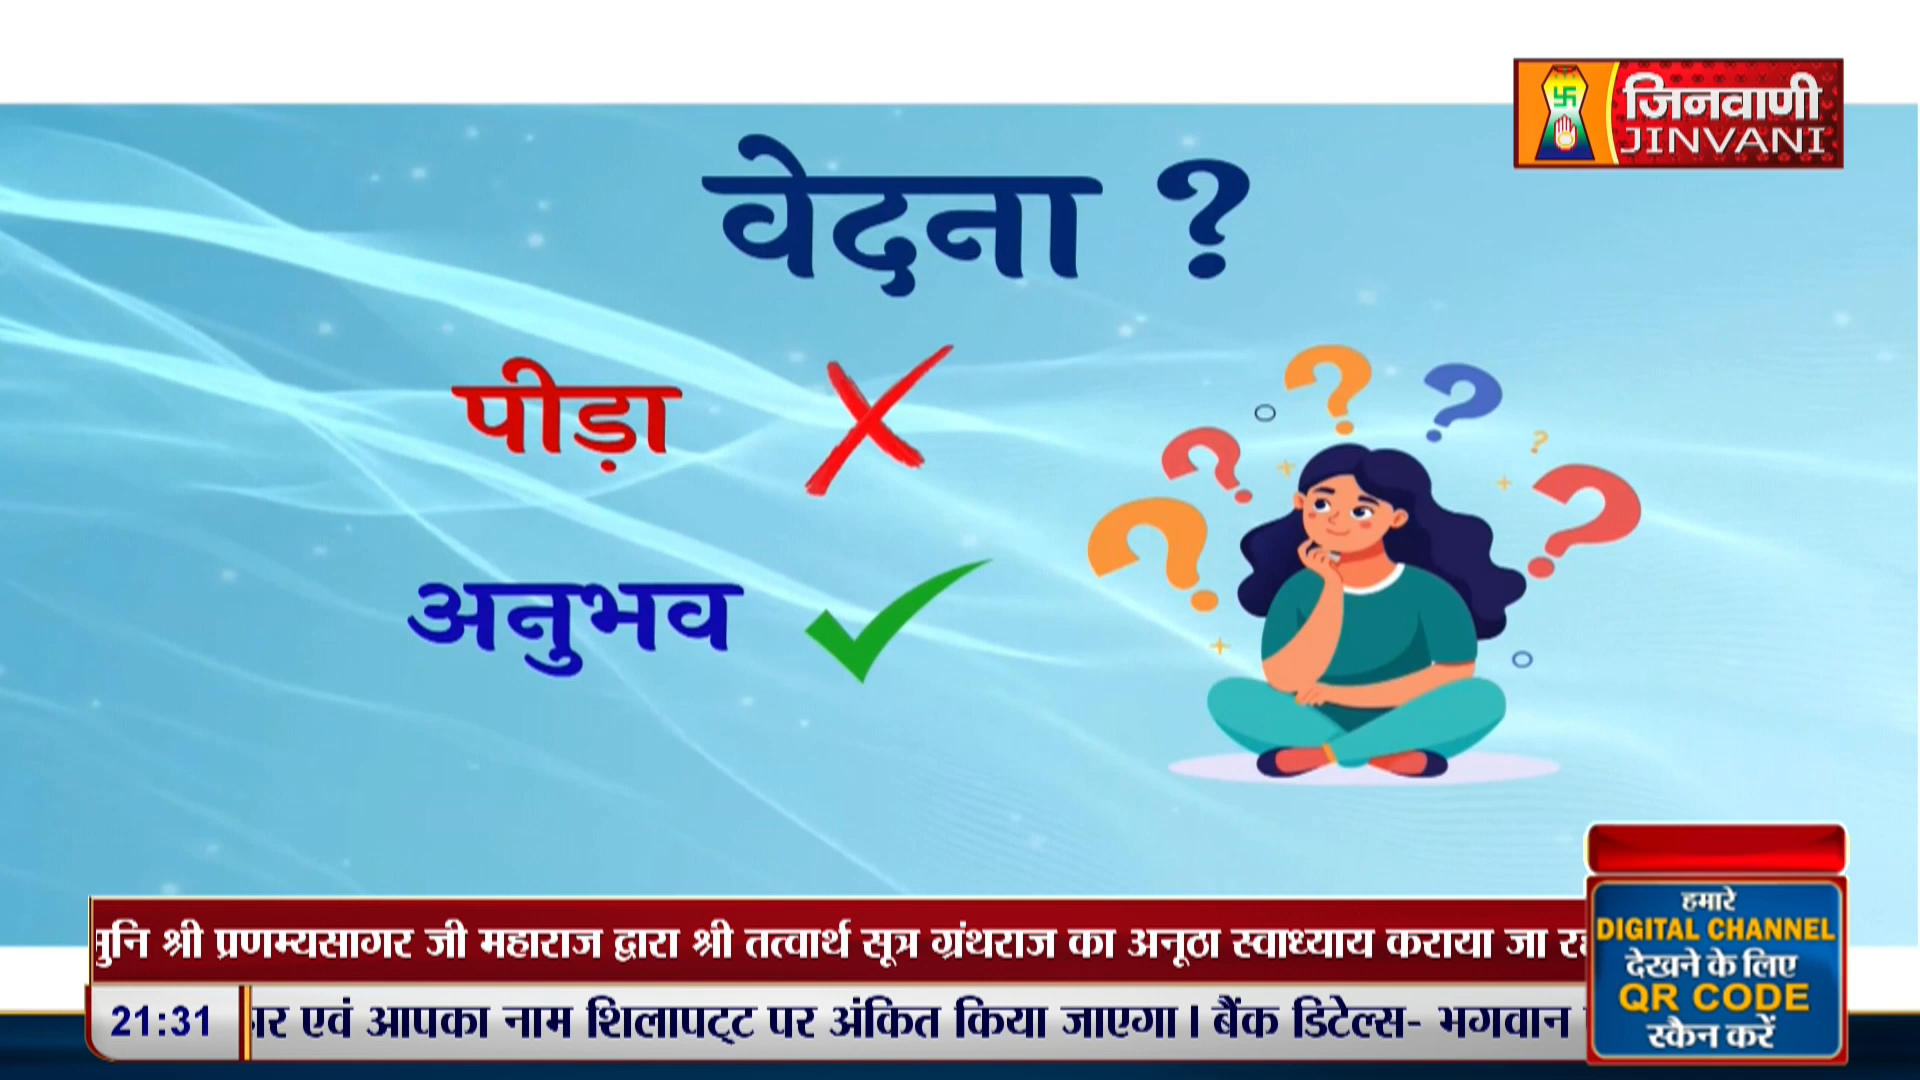 जिनवाणी
JINVANI
वेदना ?
पीड़ा
अनुभव
श्री प्रणम्यसागर जी महाराज द्वारा श्री तत्वार्थ सूत्र ग्रंथराज का अनूठा स्वाध्याय कराया जा
21:31
एवं आपका नाम शिलापट्ट पर अंकित किया जाएगा । बैंक डिटेल्स- भगवान
हमारे
DIGITAL CHANNEL
देखने के लिए
QR CODE
स्कैन करें